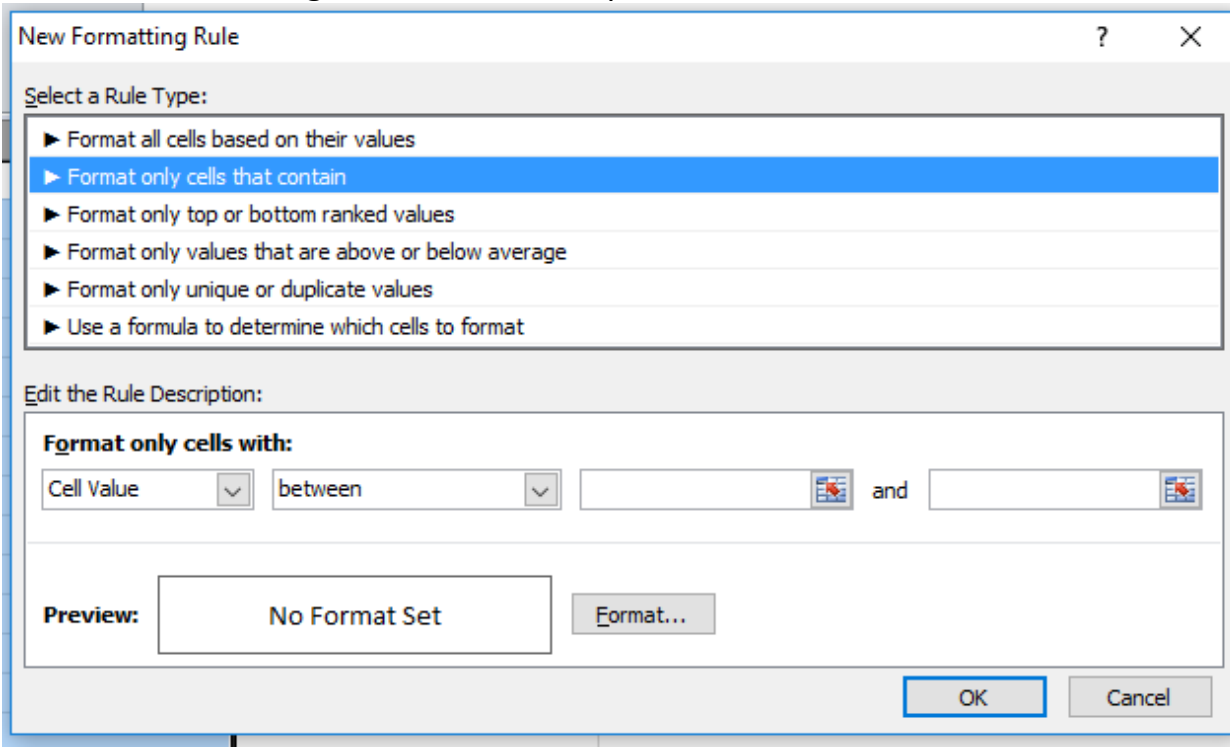 New Formatting Rule ? X
Select a Rule Type:
► Format all cells based on their values
► Format only cells that contain
► Format only top or bottom ranked values
► Format only values that are above or below average
► Format only unique or duplicate values
► Use a formula to determine which cells to format
Edit the Rule Description:
Format only cells with:
Cell Value between and
Preview: No Format Set Format...
OK Cancel